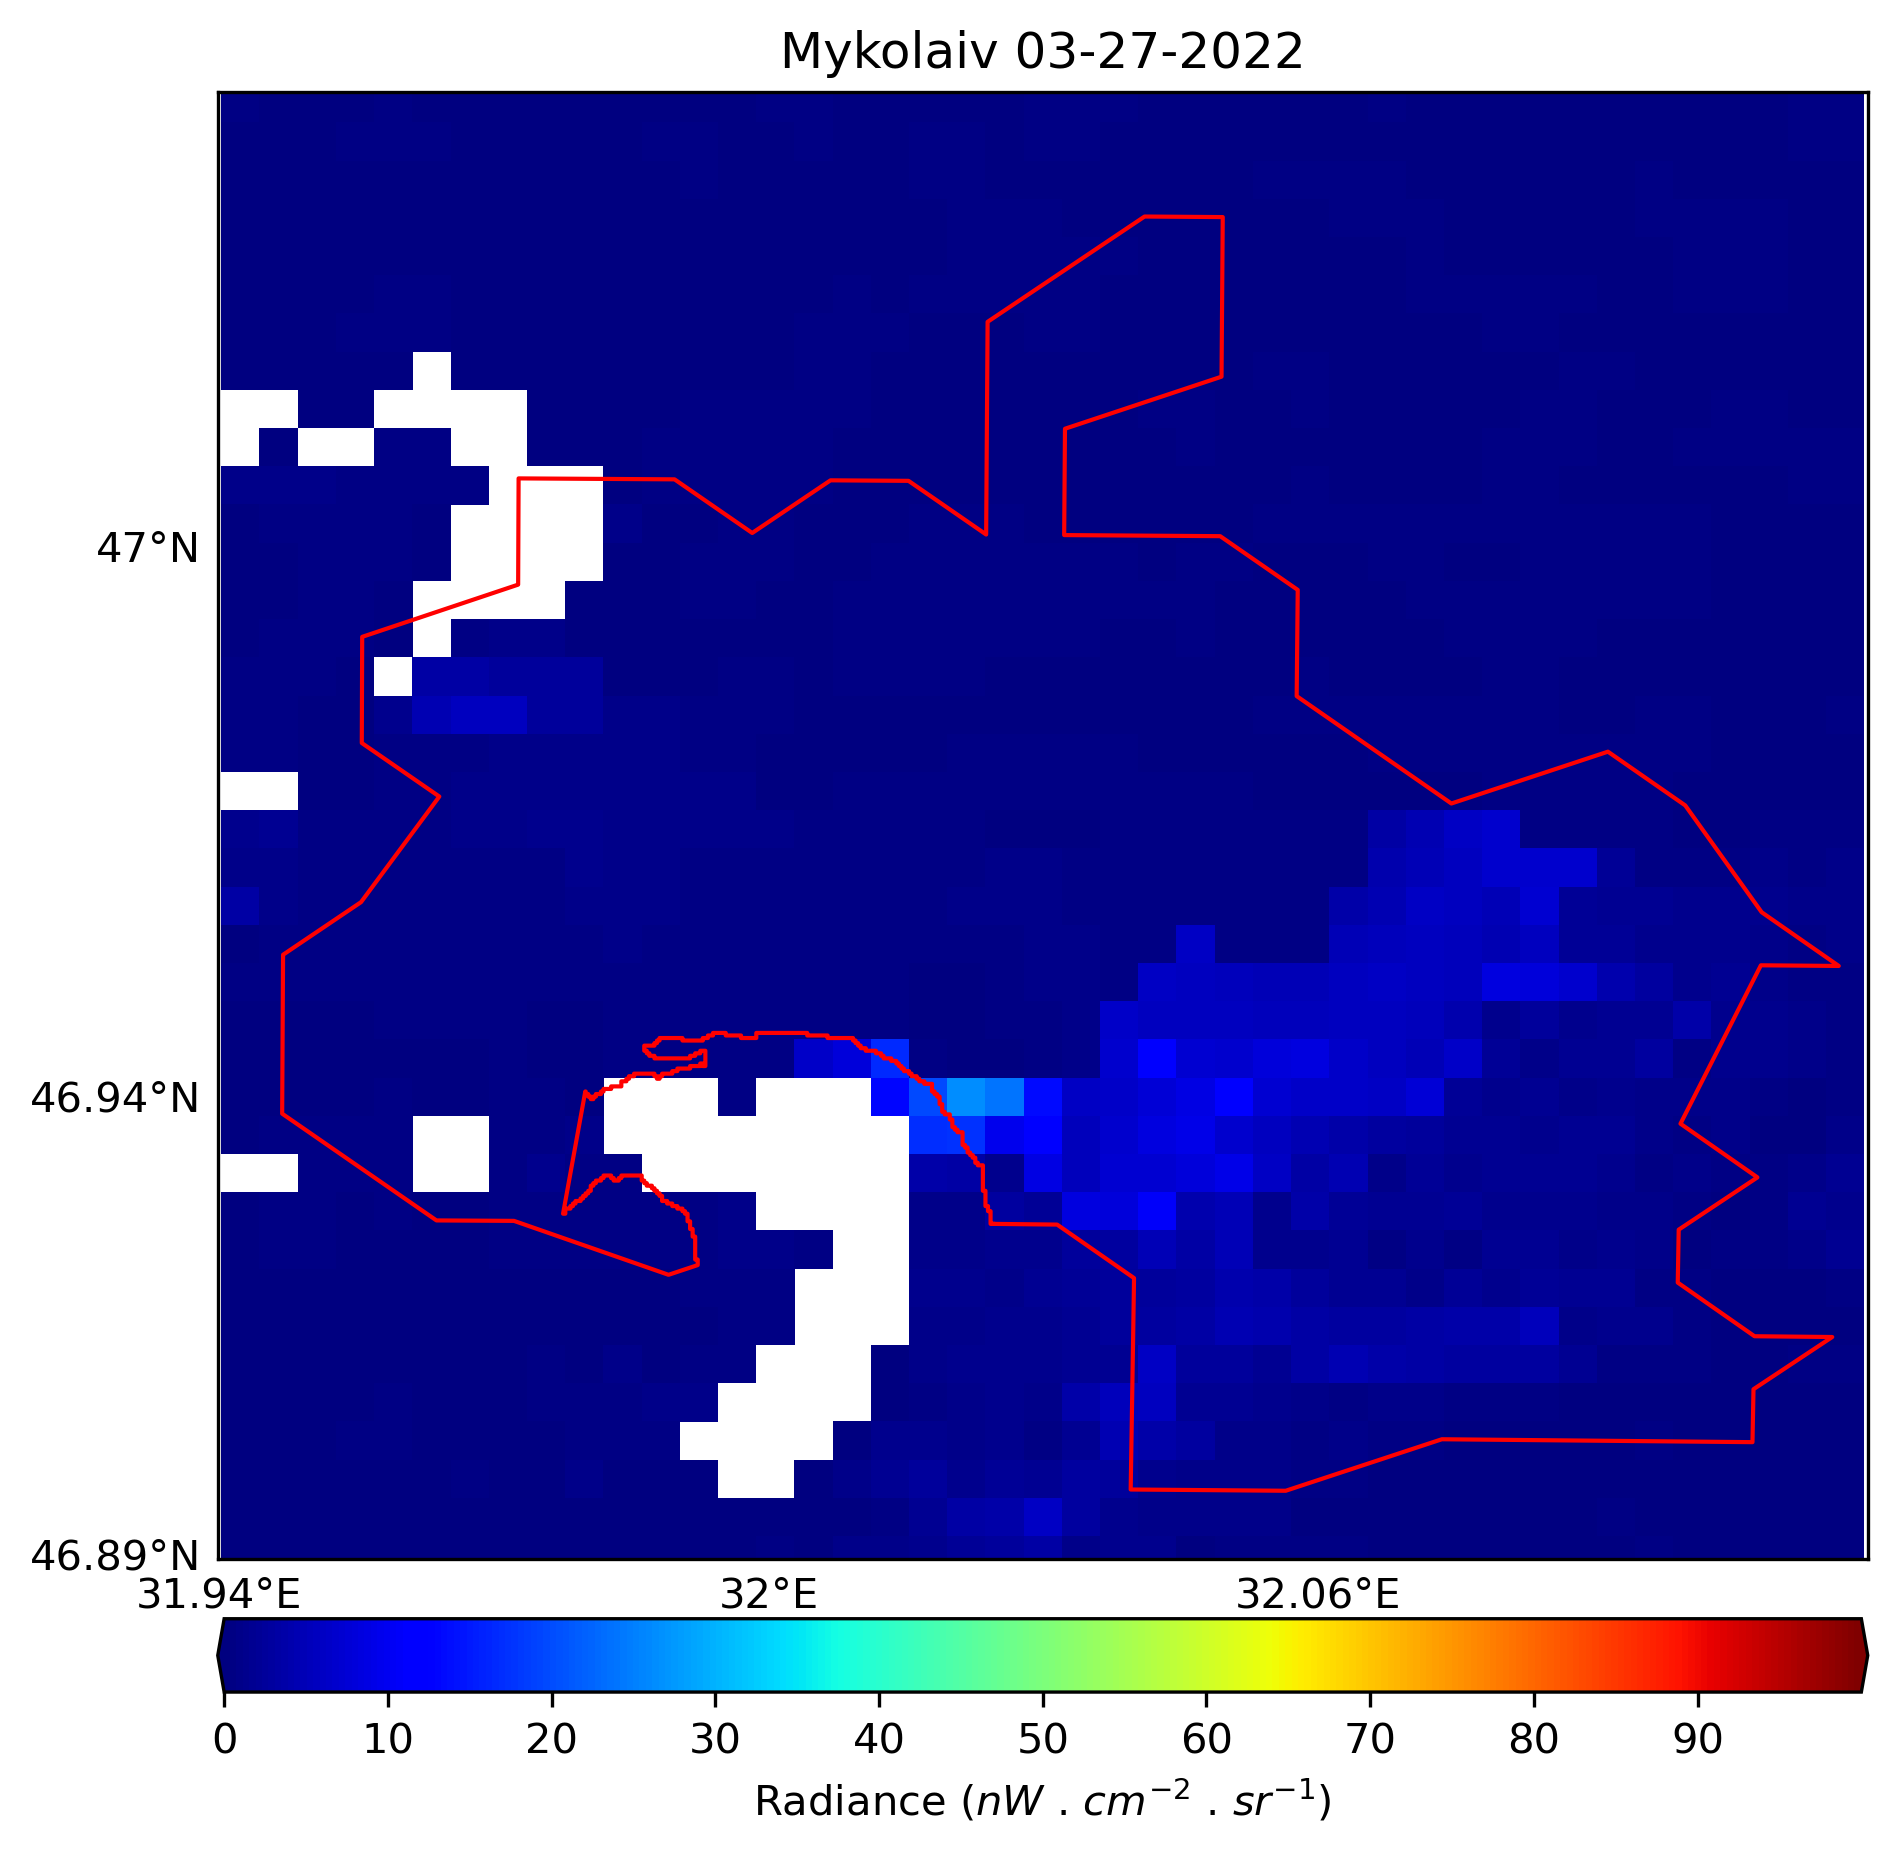 Mykolaiv 03-27-2022
47°N
46.94°N
46.89°N
31.94°E 32°E 32.06°E
0 10 20 30 40 50 60 70 80 90
Radiance (nW . cm⁻² . sr⁻¹)